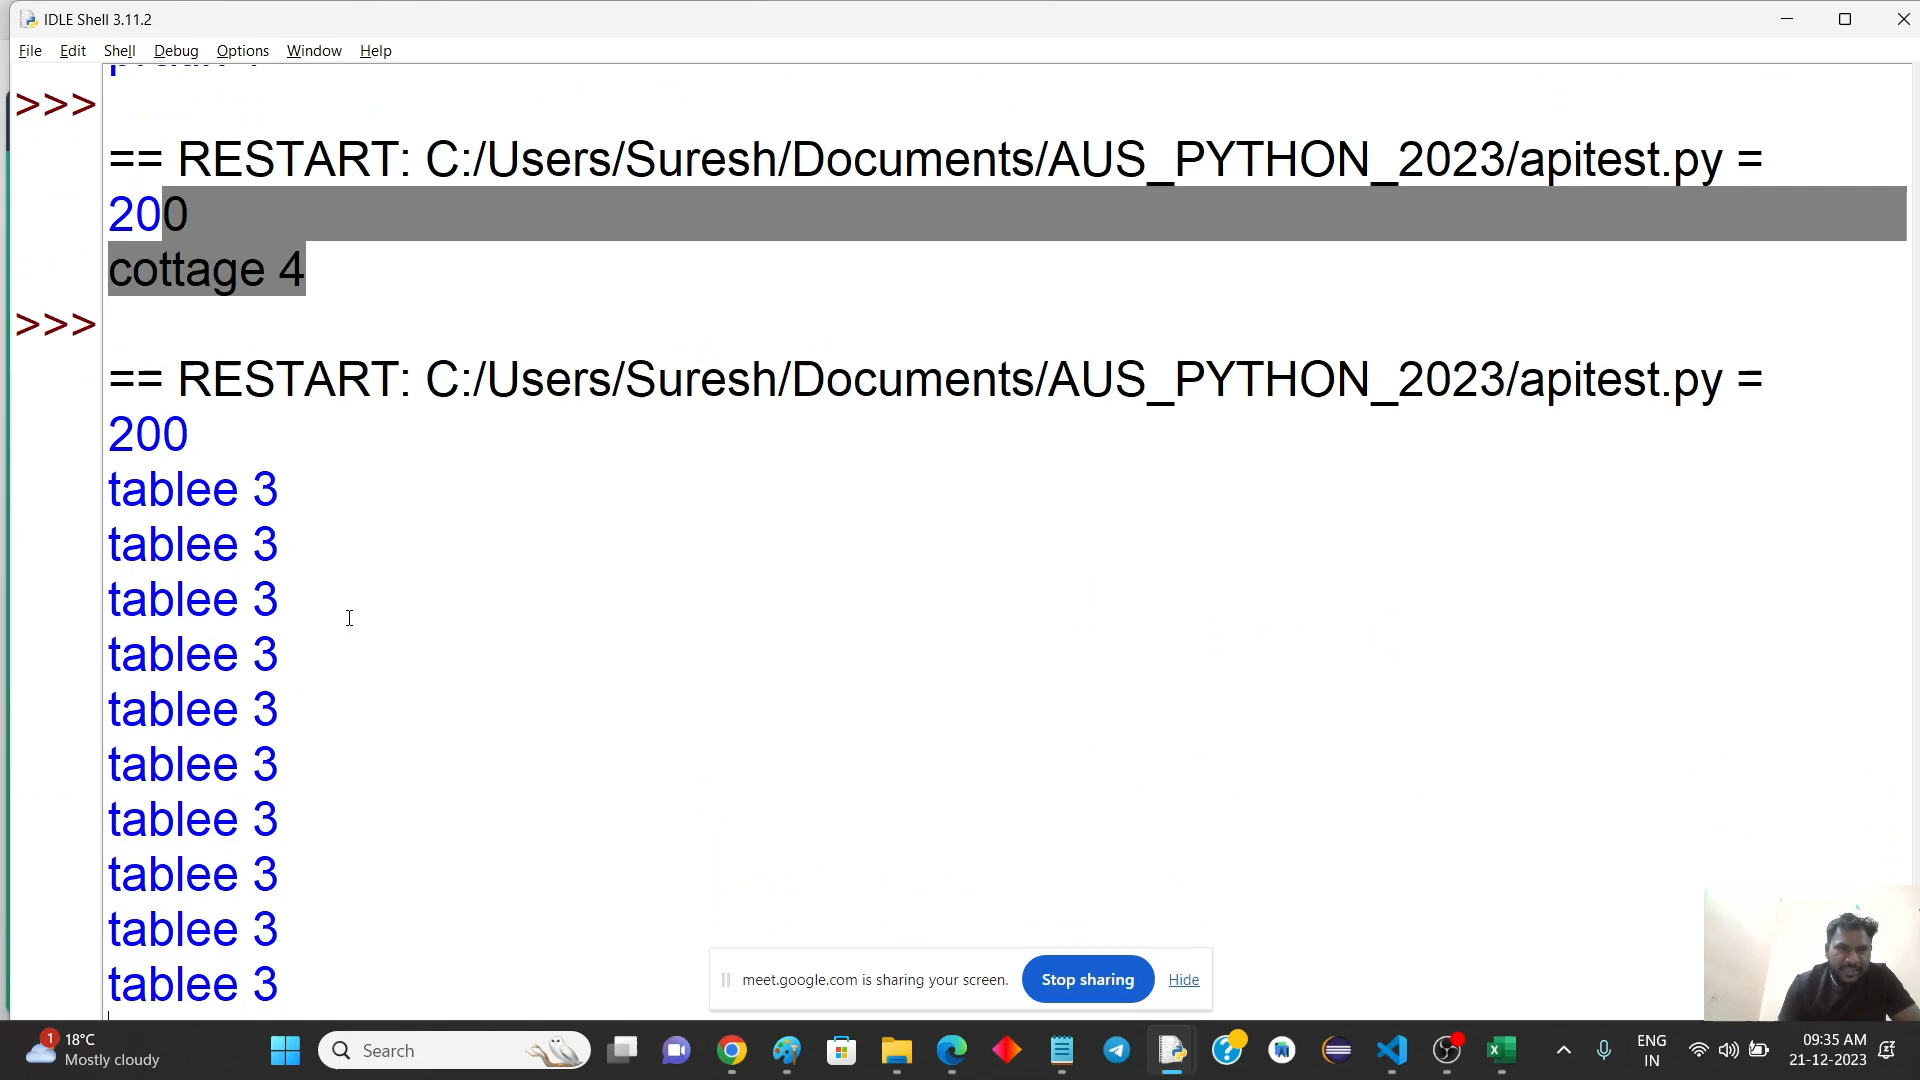 IDLE Shell 3.11.2
File Edit Shell Debug Options Window Help
>>>
== RESTART: C:/Users/Suresh/Documents/AUS_PYTHON_2023/apitest.py =
200
cottage 4
>>>
== RESTART: C:/Users/Suresh/Documents/AUS_PYTHON_2023/apitest.py =
200
tablee 3
tablee 3
tablee 3
tablee 3
tablee 3
tablee 3
tablee 3
tablee 3
tablee 3
tablee 3
meet.google.com is sharing your screen. Stop sharing Hide
1 18°C
Mostly cloudy
Search
ENG
IN
09:35 AM
21-12-2023